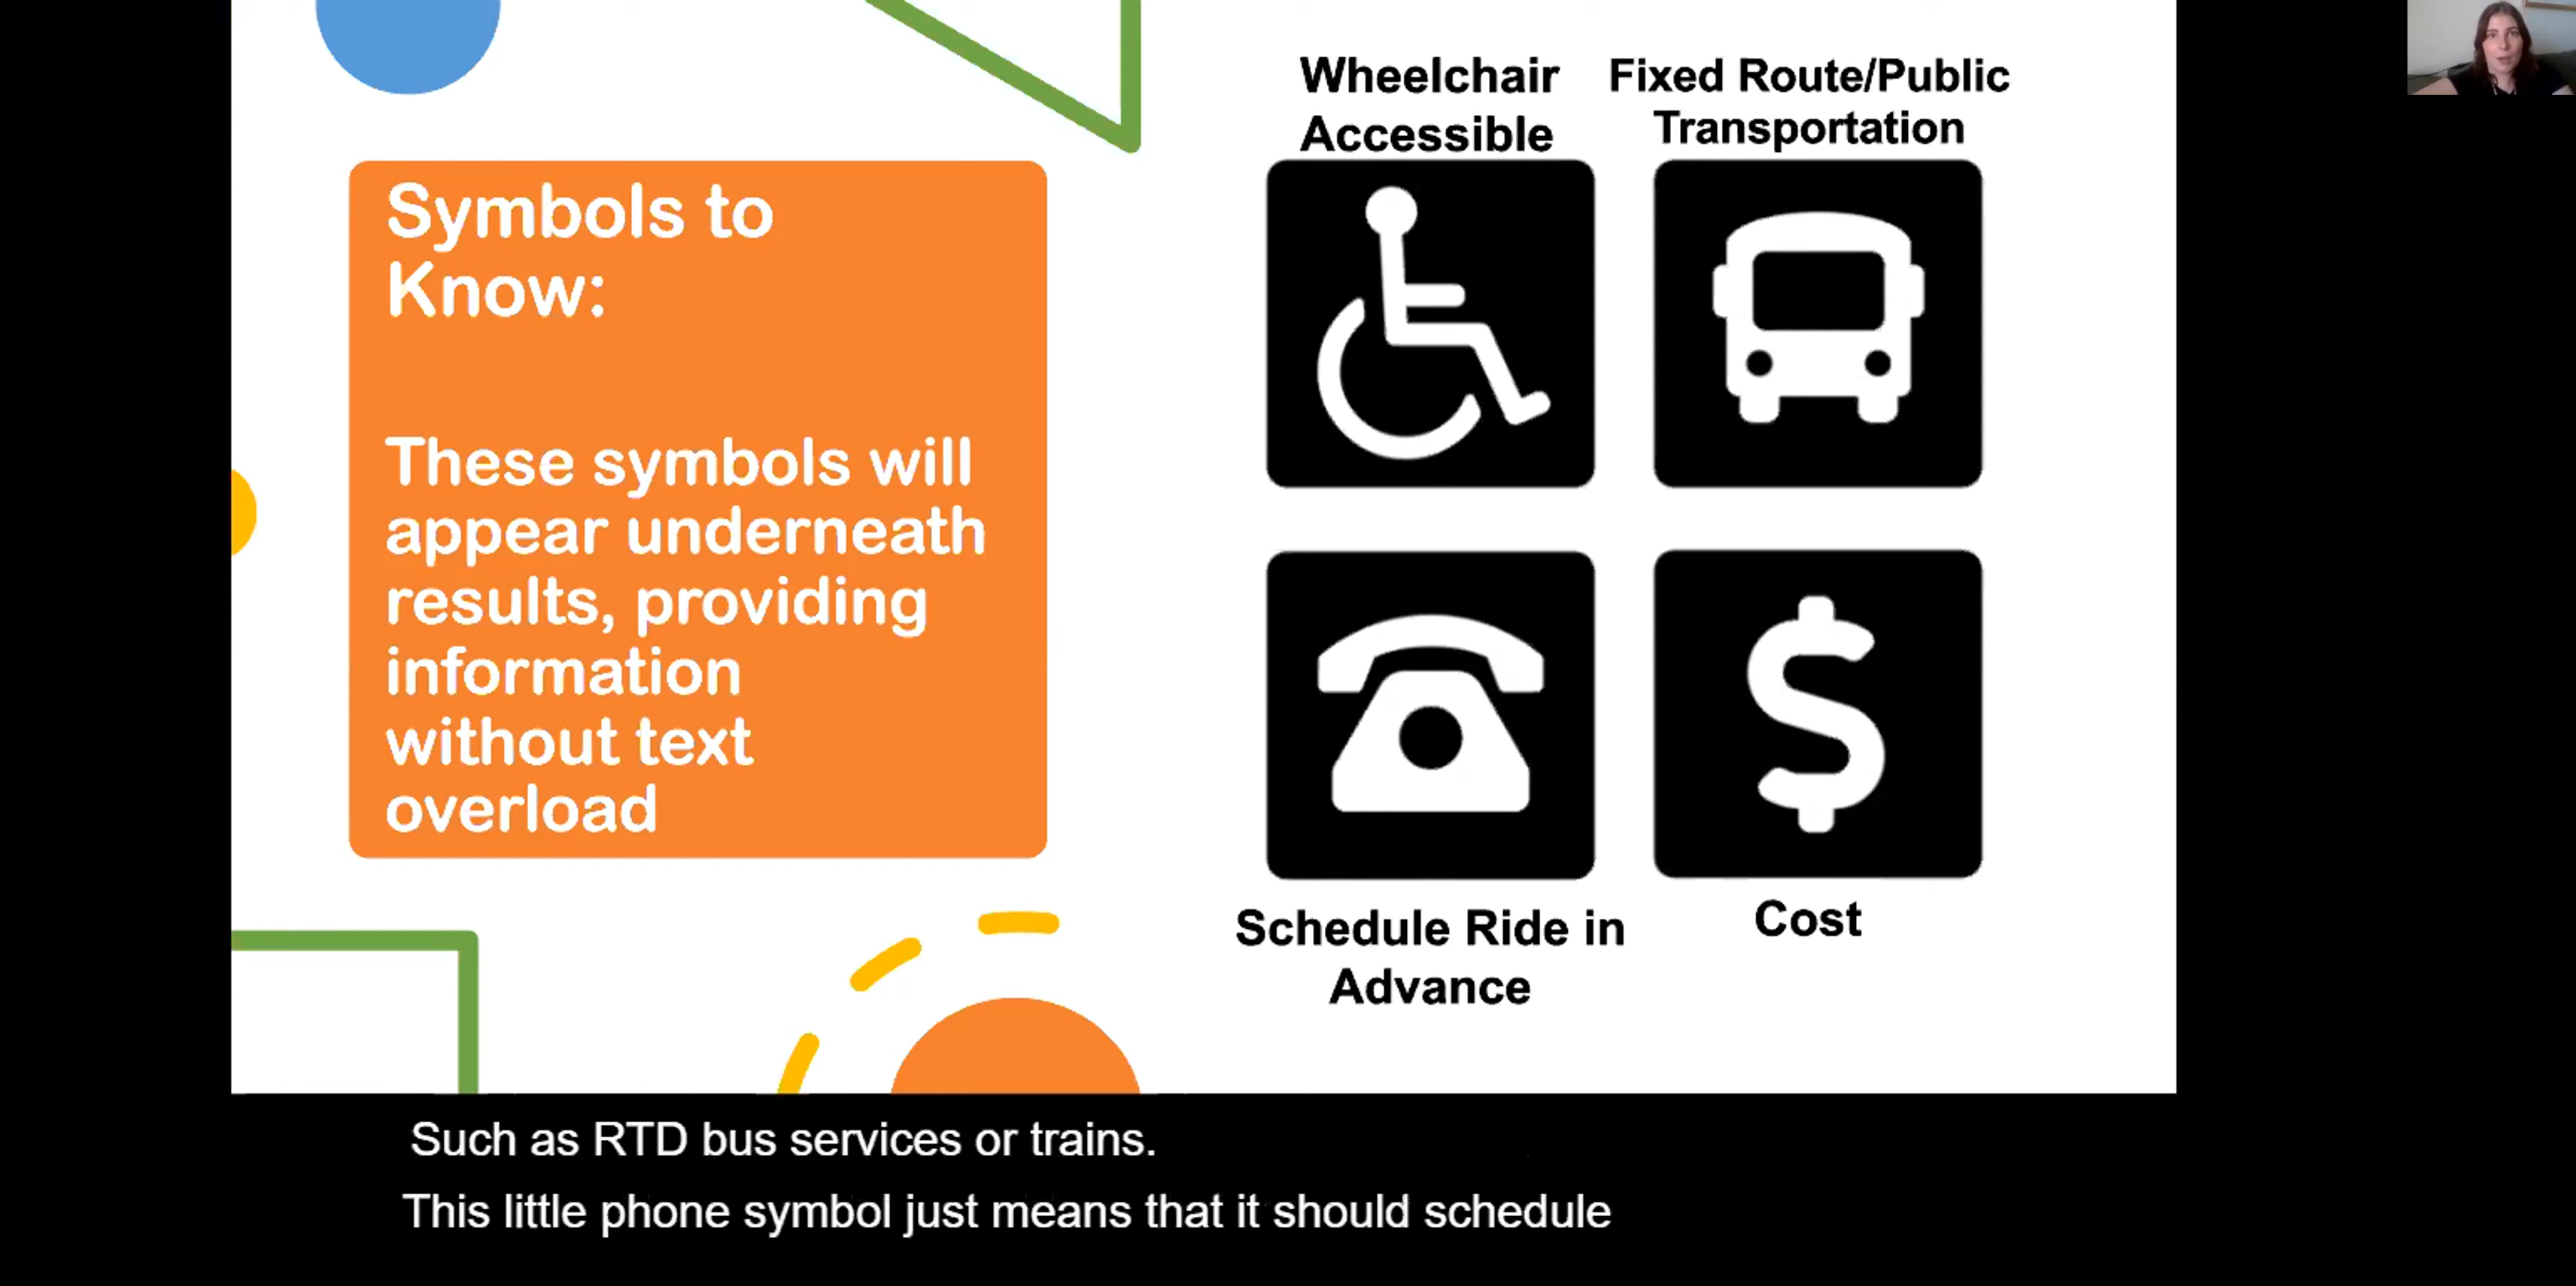 Symbols to
Know:
These symbols will
appear underneath
results, providing
information
without text
overload
Wheelchair
Accessible
Fixed Route/Public
Transportation
$
Schedule Ride in
Advance
Cost
Such as RTD bus services or trains.
This little phone symbol just means that it should schedule